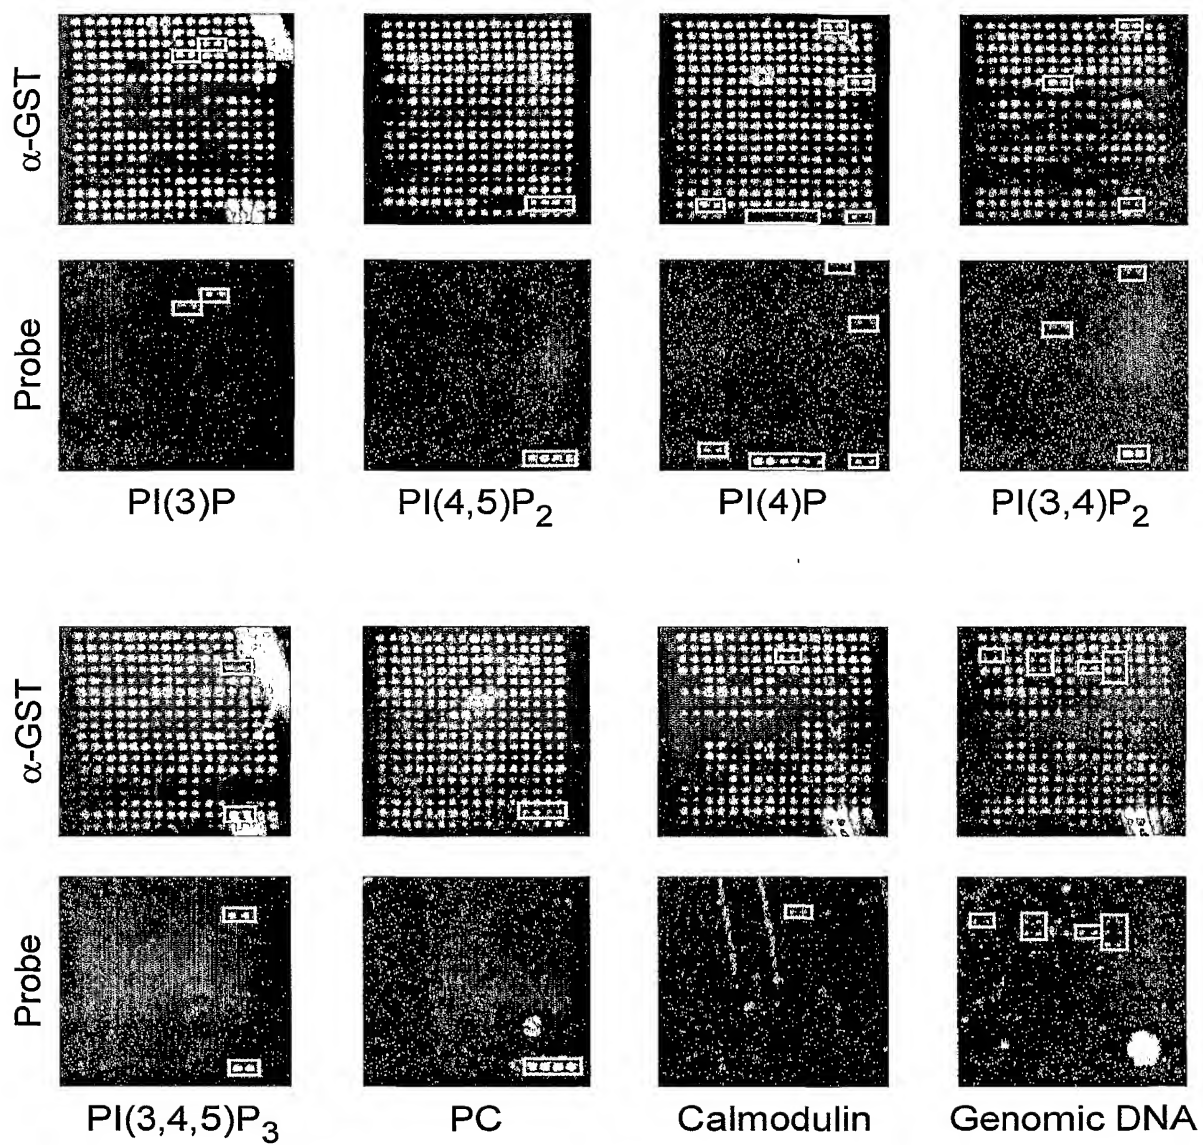 α-GST
Probe
PI(3)P PI(4,5)P2 PI(4)P PI(3,4)P2
α-GST
Probe
PI(3,4,5)P3 PC Calmodulin Genomic DNA